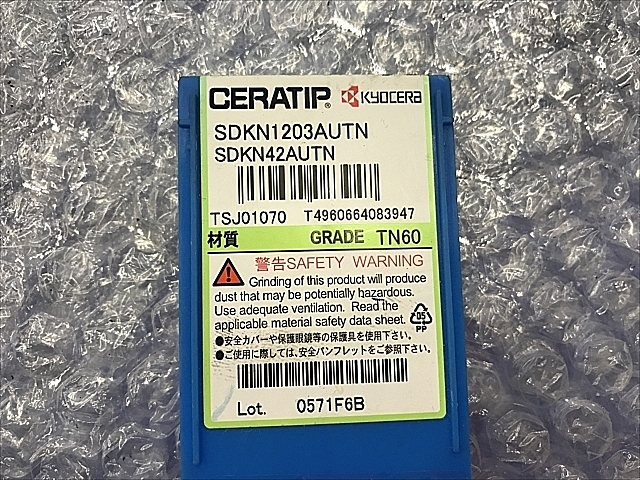 CERATIP® KYOCERA
SDKN1203AUTN
SDKN42AUTN
TSJ01070 T4960664083947
材質 GRADE TN60
警告SAFETY WARNING
Grinding of this product will produce
dust that may be potentially hazardous.
Use adequate ventilation. Read the
applicable material safety data sheet.
05
PP
●安全カバーや保護眼鏡等の保護具を使用下さい。
●ご使用に際しては、安全パンフレットをご参照下さい。
Lot. 0571F6B